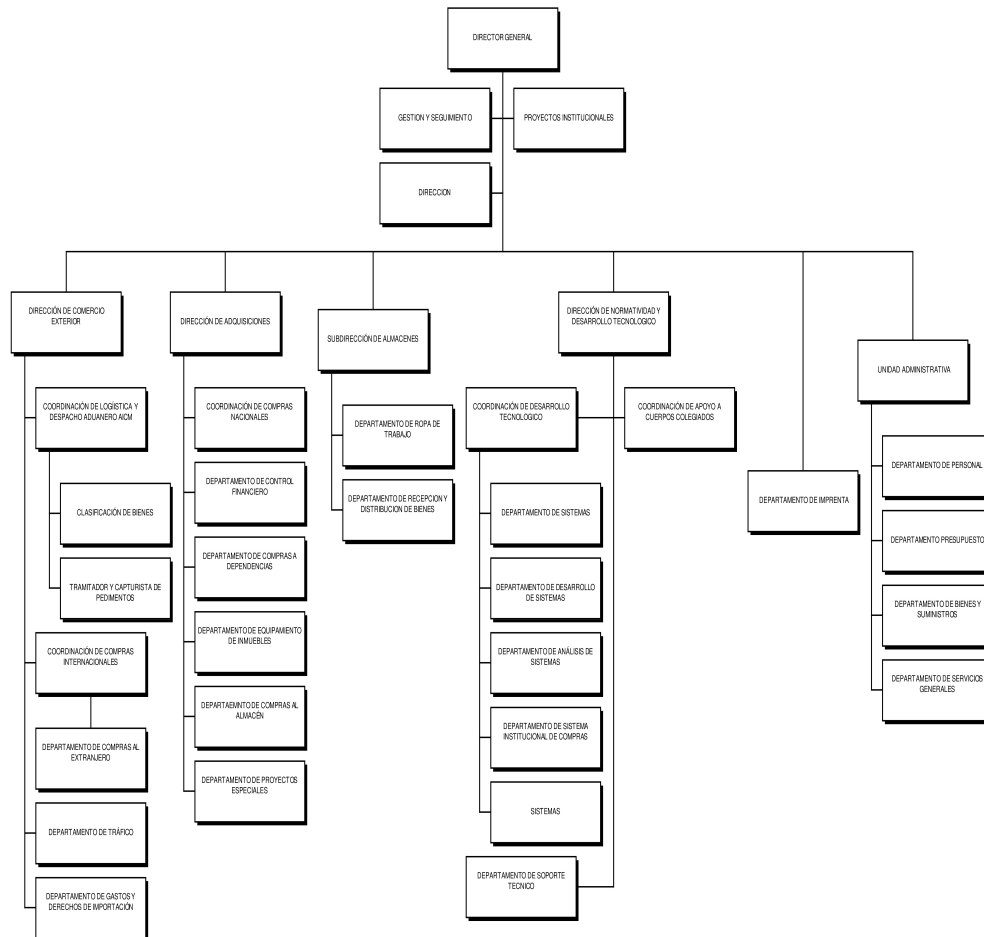 DIRECTOR GENERAL
GESTION Y SEGUIMIENTO
PROYECTOS INSTITUCIONALES
DIRECCION
DIRECCIÓN DE COMERCIO
EXTERIOR
COORDINACIÓN DE LOGÍISTICA Y
DESPACHO ADUANERO AICM
CLASIFICACIÓN DE BIENES
TRAMITADOR Y CAPTURISTA DE
PEDIMENTOS
COORDINACIÓN DE COMPRAS
INTERNACIONALES
DEPARTAMENTO DE COMPRAS AL
EXTRANJERO
DEPARTAMENTO DE TRÁFICO
DEPARTAMENTO DE GASTOS Y
DERECHOS DE IMPORTACIÓN
DIRECCIÓN DE ADQUISICIONES
COORDINACIÓN DE COMPRAS
NACIONALES
DEPARTAMENTO DE CONTROL
FINANCIERO
DEPARTAMENTO DE COMPRAS A
DEPENDENCIAS
DEPARTAMENTO DE EQUIPAMIENTO
DE INMUEBLES
DEPARTAEMNTO DE COMPRAS AL
ALMACÉN
DEPARTAMENTO DE PROYECTOS
ESPECIALES
SUBDIRECCIÓN DE ALMACENES
DEPARTAMENTO DE ROPA DE
TRABAJO
DEPARTAMENTO DE RECEPCION Y
DISTRIBUCION DE BIENES
DIRECCIÓN DE NORMATIVIDAD Y
DESARROLLO TECNOLOGICO
COORDINACIÓN DE DESARROLLO
TECNOLOGICO
COORDINACIÓN DE APOYO A
CUERPOS COLEGIADOS
DEPARTAMENTO DE SISTEMAS
DEPARTAMENTO DE DESARROLLO
DE SISTEMAS
DEPARTAMENTO DE ANÁLISIS DE
SISTEMAS
DEPARTAMENTO DE SISTEMA
INSTITUCIONAL DE COMPRAS
SISTEMAS
DEPARTAMENTO DE SOPORTE
TECNICO
DEPARTAMENTO DE IMPRENTA
UNIDAD ADMINISTRATIVA
DEPARTAMENTO DE PERSONAL
DEPARTAMENTO PRESUPUESTO
DEPARTAMENTO DE BIENES Y
SUMINISTROS
DEPARTAMENTO DE SERVICIOS
GENERALES